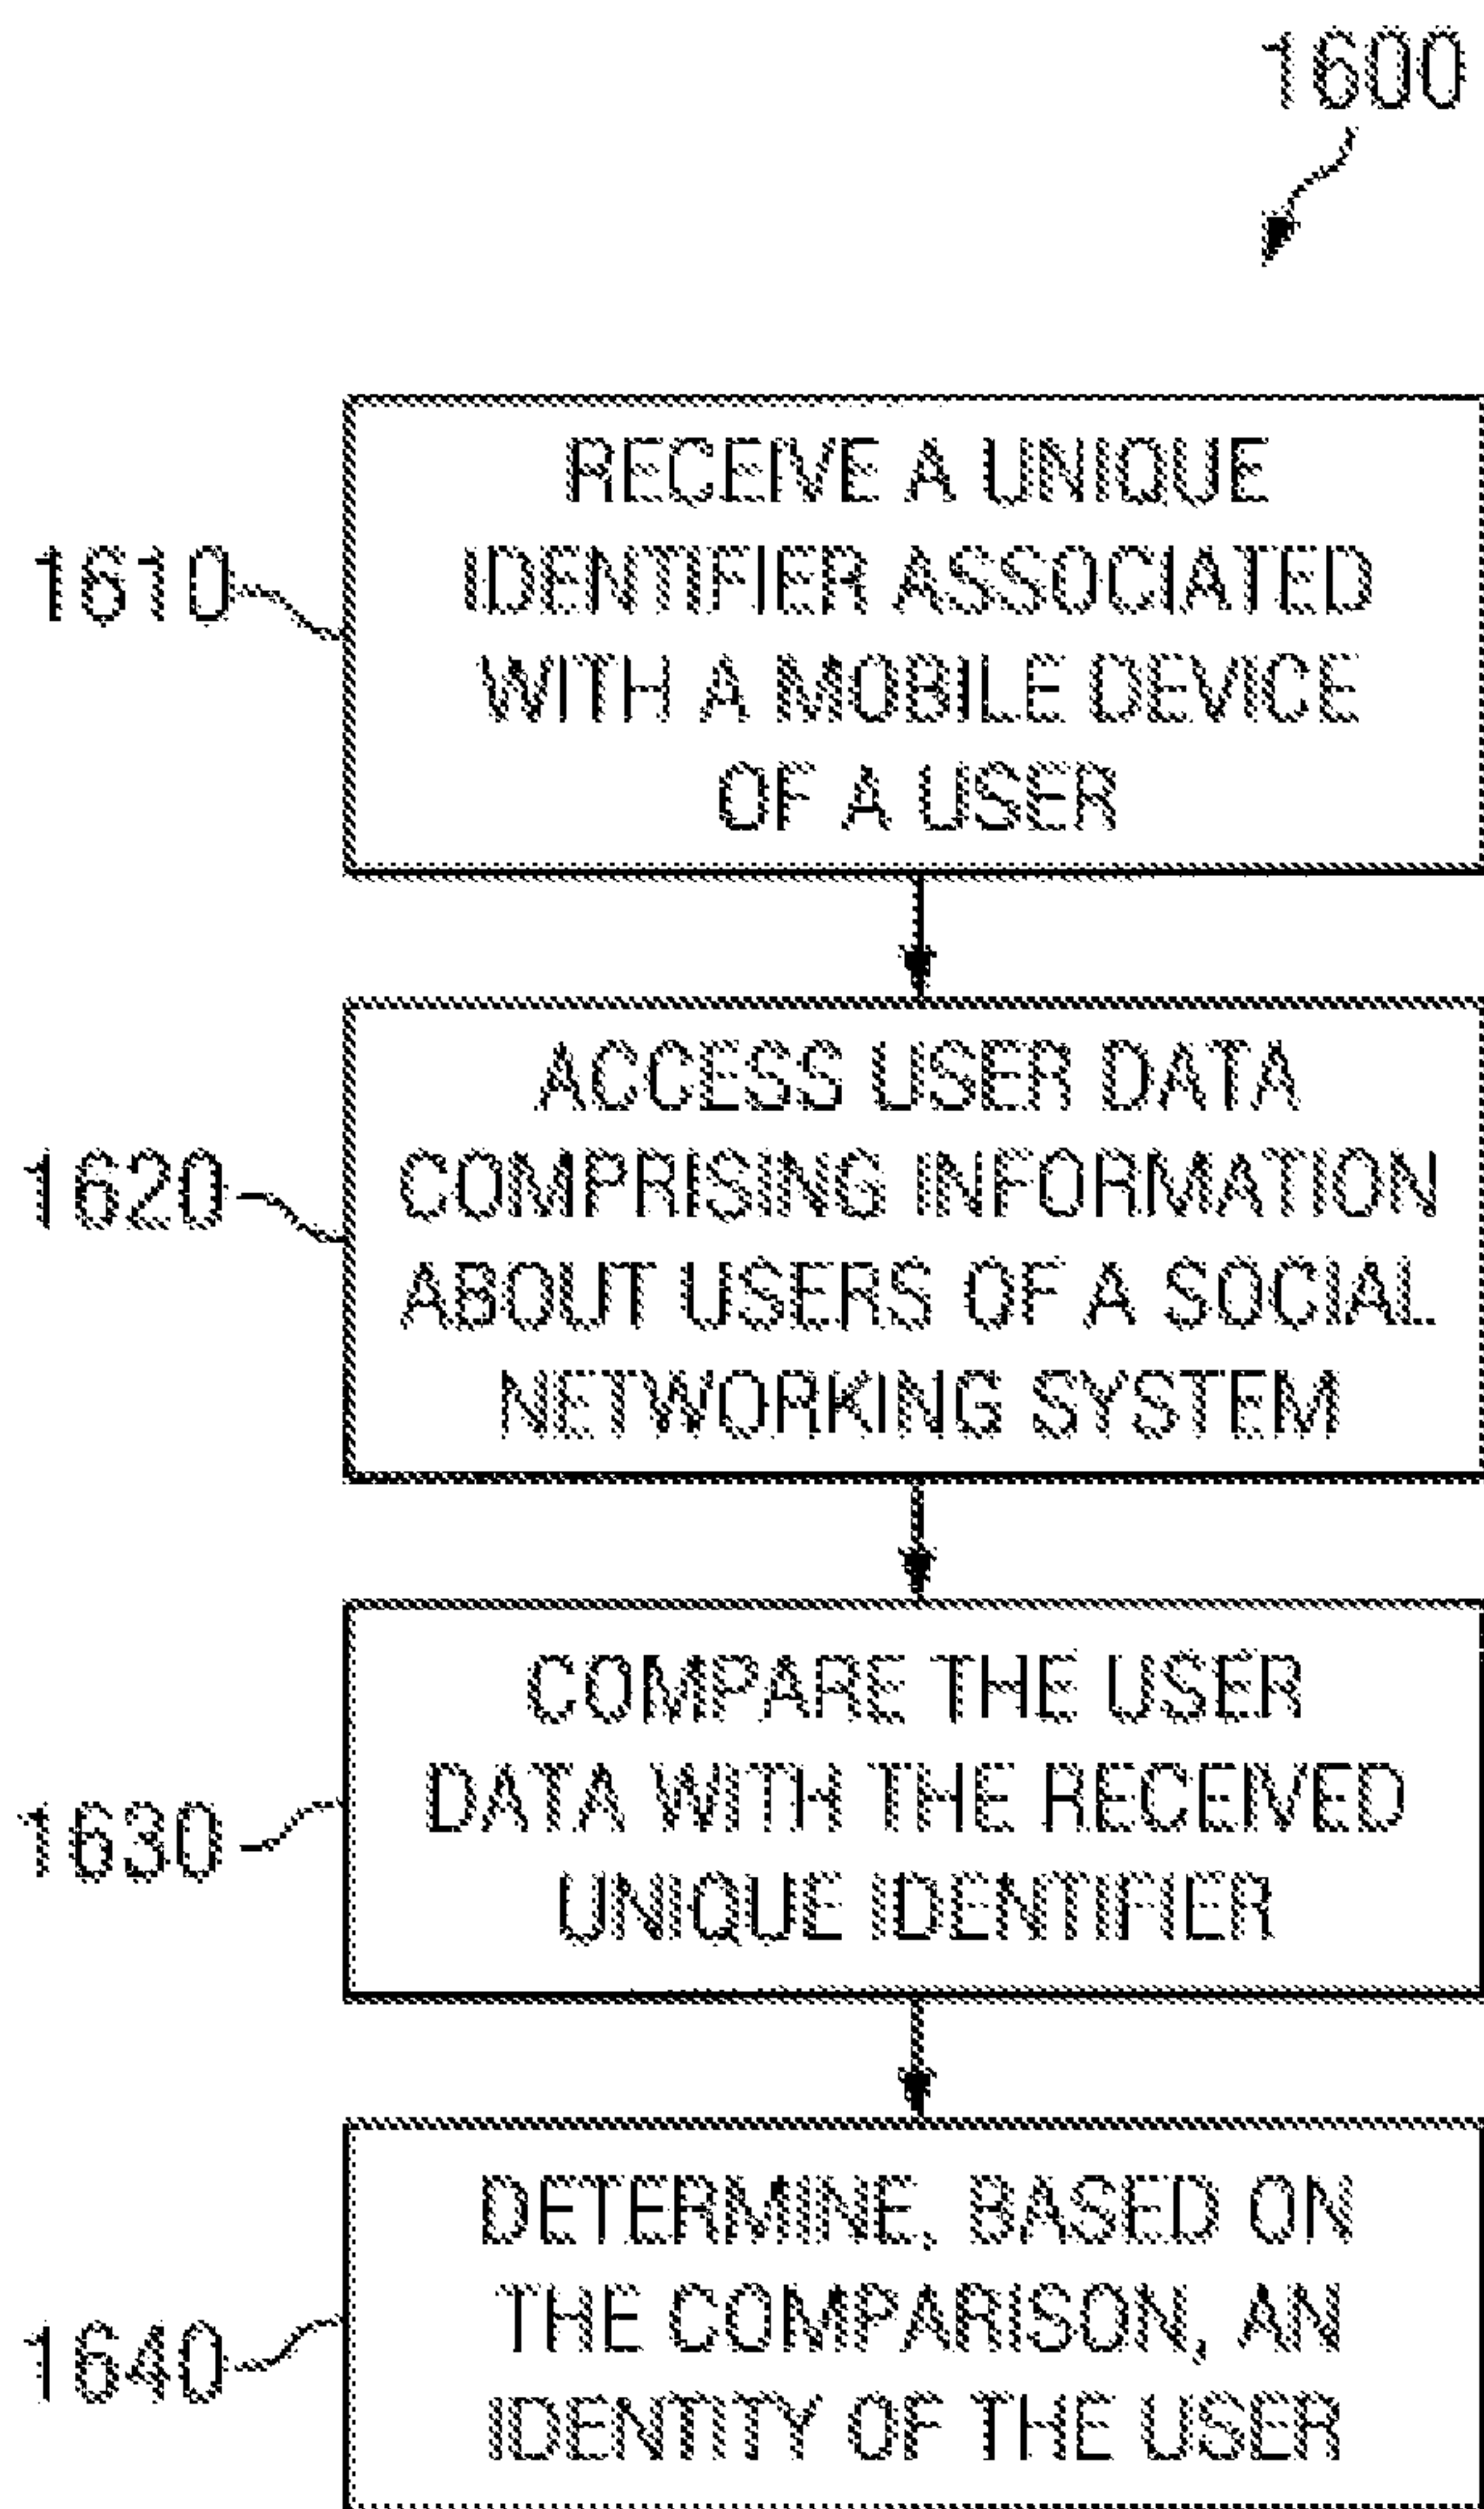 1600
RECEIVE A UNIQUE
IDENTIFIER ASSOCIATED
WITH A MOBILE DEVICE
OF A USER
1610
ACCESS USER DATA
COMPRISING INFORMATION
ABOUT USERS OF A SOCIAL
NETWORKING SYSTEM
1620
COMPARE THE USER
DATA WITH THE RECEIVED
UNIQUE IDENTIFIER
1630
DETERMINE, BASED ON
THE COMPARISON, AN
IDENTITY OF THE USER
1640